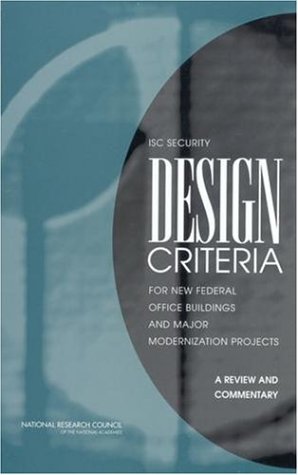 ISC SECURITY
DESIGN
CRITERIA
FOR NEW FEDERAL
OFFICE BUILDINGS
AND MAJOR
MODERNIZATION PROJECTS
A REVIEW AND
COMMENTARY
NATIONAL RESEARCH COUNCIL
OF THE NATIONAL ACADEMIES